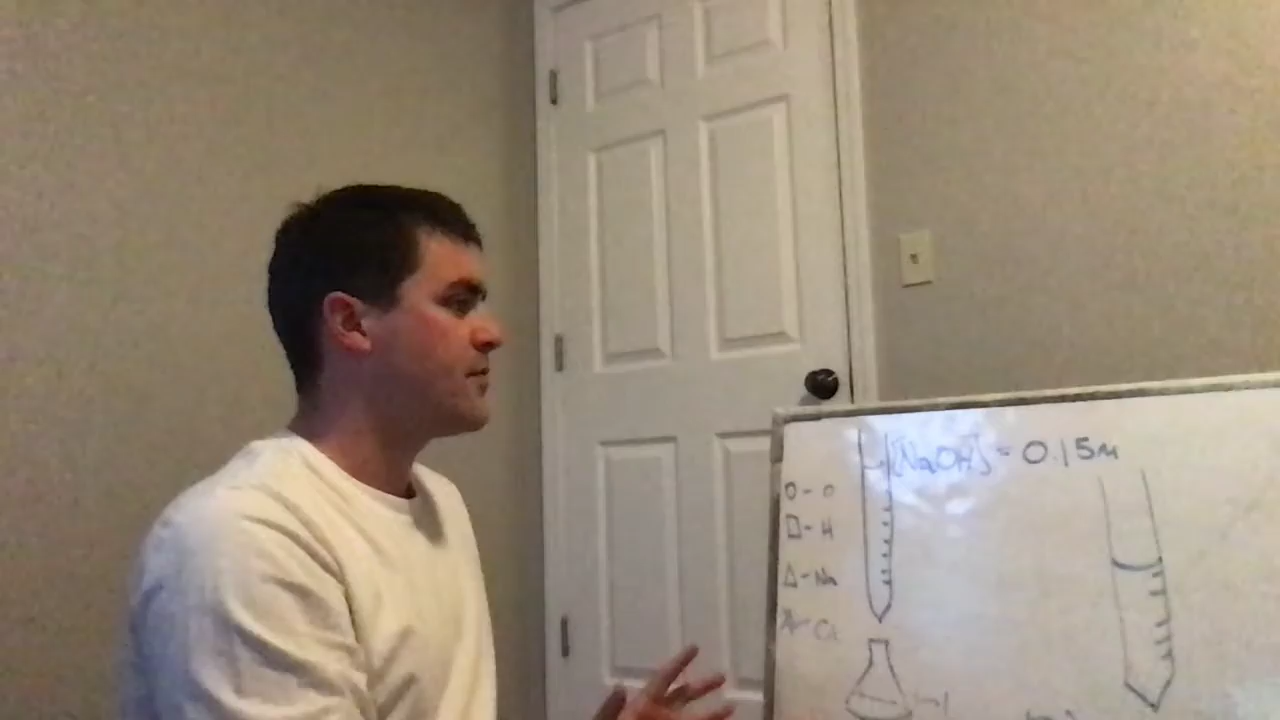 [NaOH] = 0.15M
O - O
□ - H
Δ - Na
Cl